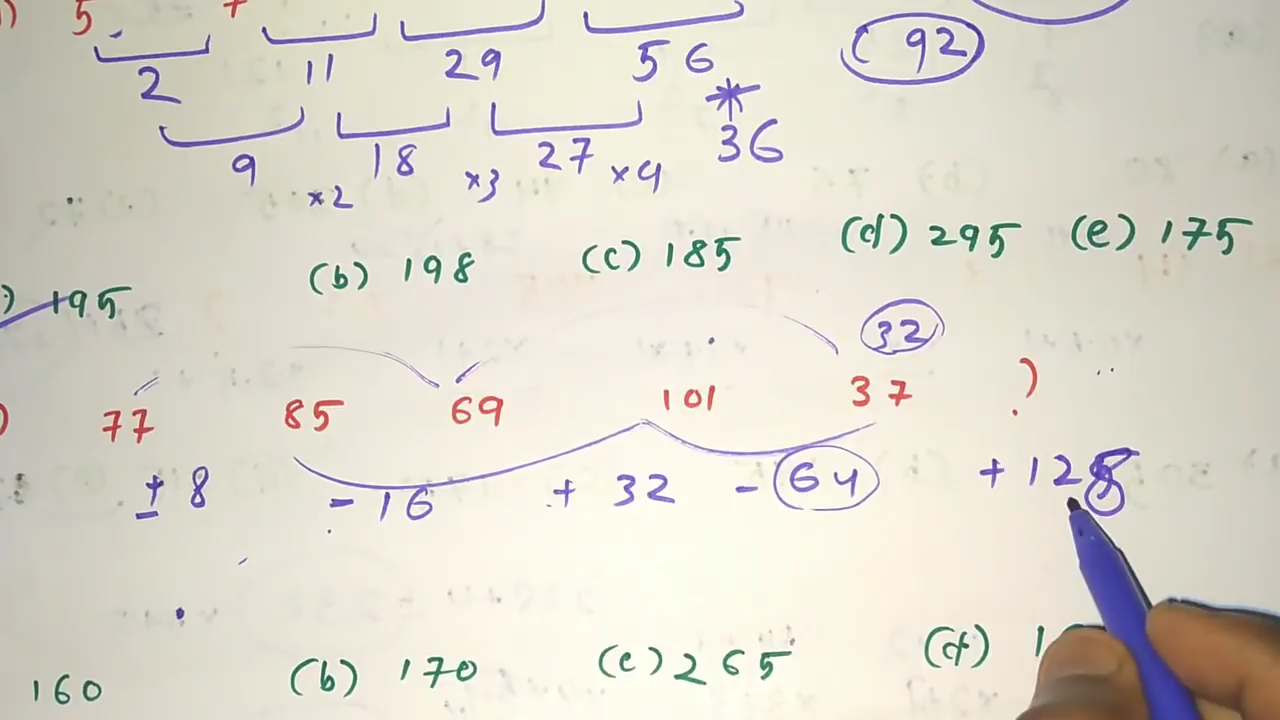 5
2 11 29 56 (92
9 18 27 36
×2 ×3 ×4
195 (b) 198 (c) 185 (d) 295 (e) 175
32
77 85 69 101 37 ?
± 8 - 16 + 32 - 64 + 128
160 (b) 170 (c) 265 (d)